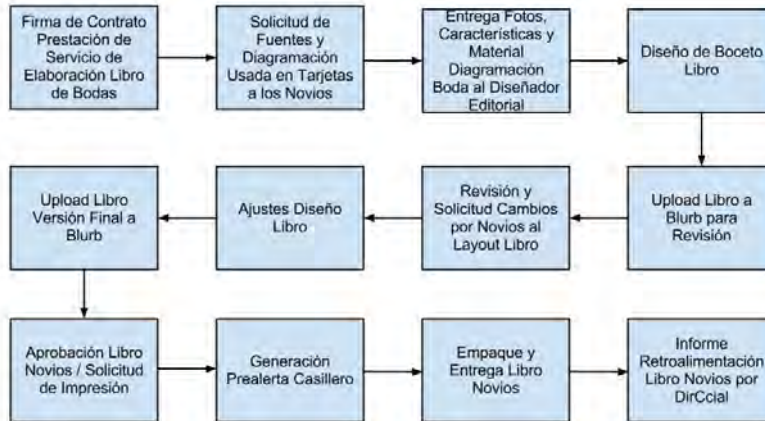 Firma de Contrato
Prestación de
Servicio de
Elaboración Libro
de Bodas
Solicitud de
Fuentes y
Diagramación
Usada en Tarjetas
a los Novios
Entrega Fotos,
Características y
Material
Diagramación
Boda al Diseñador
Editorial
Diseño de Boceto
Libro
Upload Libro a
Blurb para
Revisión
Revisión y
Solicitud Cambios
por Novios al
Layout Libro
Ajustes Diseño
Libro
Upload Libro
Versión Final a
Blurb
Aprobación Libro
Novios / Solicitud
de Impresión
Generación
Prealerta Casillero
Empaque y
Entrega Libro
Novios
Informe
Retroalimentación
Libro Novios por
DirCcial